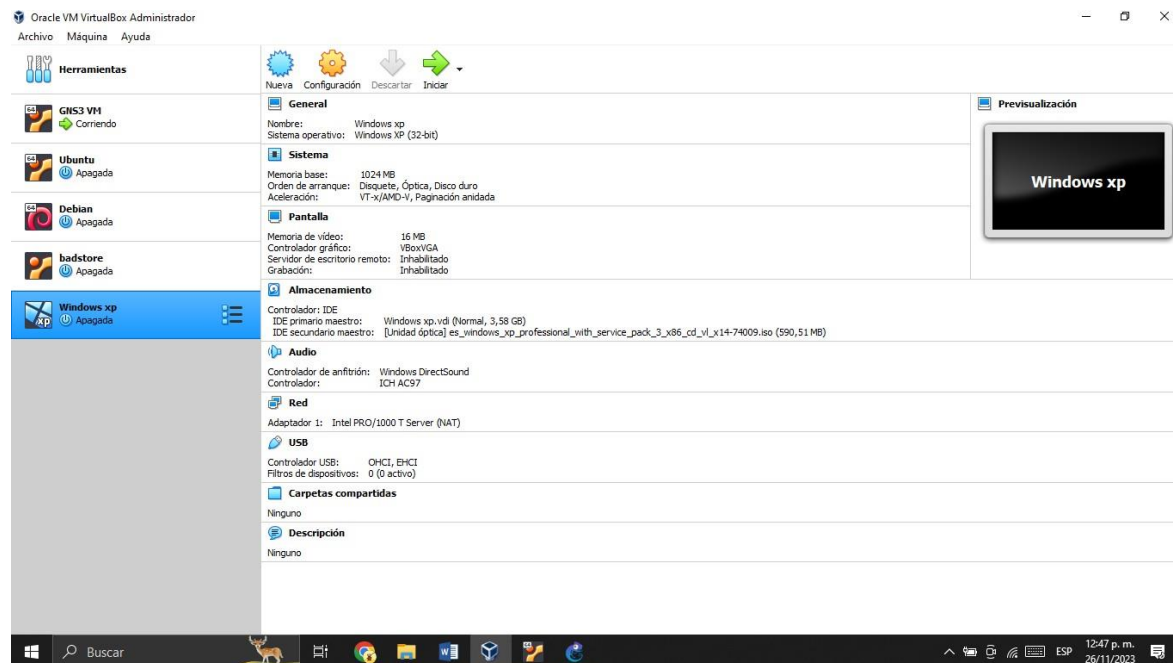 Oracle VM VirtualBox Administrador
Archivo Máquina Ayuda
Herramientas
64
GNS3 VM
Corriendo
64
Ubuntu
Apagada
64
Debian
Apagada
badstore
Apagada
XP
Windows xp
Apagada
Nueva Configuración Descartar Iniciar
General
Nombre: Windows xp
Sistema operativo: Windows XP (32-bit)
Sistema
Memoria base: 1024 MB
Orden de arranque: Disquete, Óptica, Disco duro
Aceleración: VT-x/AMD-V, Paginación anidada
Pantalla
Memoria de vídeo: 16 MB
Controlador gráfico: VBoxVGA
Servidor de escritorio remoto: Inhabilitado
Grabación: Inhabilitado
Almacenamiento
Controlador: IDE
IDE primario maestro: Windows xp.vdi (Normal, 3,58 GB)
IDE secundario maestro: [Unidad óptica] es_windows_xp_professional_with_service_pack_3_x86_cd_vl_x14-74009.iso (590,51 MB)
Audio
Controlador de anfitrión: Windows DirectSound
Controlador: ICH AC97
Red
Adaptador 1: Intel PRO/1000 T Server (NAT)
USB
Controlador USB: OHCI, EHCI
Filtros de dispositivos: 0 (0 activo)
Carpetas compartidas
Ninguno
Descripción
Ninguno
Previsualización
Windows xp
Buscar
ESP
12:47 p. m.
26/11/2023